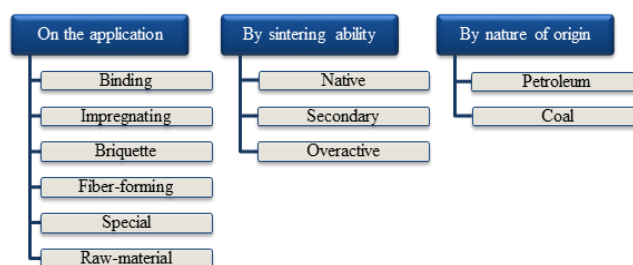 On the application
Binding
Impregnating
Briquette
Fiber-forming
Special
Raw-material
By sintering ability
Native
Secondary
Overactive
By nature of origin
Petroleum
Coal